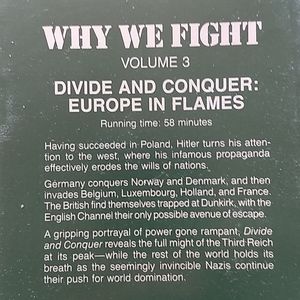 WHY WE FIGHT
VOLUME 3
DIVIDE AND CONQUER:
EUROPE IN FLAMES
Running time: 58 minutes
Having succeeded in Poland, Hitler turns his atten-
tion to the west, where his infamous propaganda
effectively erodes the wills of nations.
Germany conquers Norway and Denmark, and then
invades Belgium, Luxembourg, Holland, and France.
The British find themselves trapped at Dunkirk, with the
English Channel their only possible avenue of escape.
A gripping portrayal of power gone rampant, Divide
and Conquer reveals the full might of the Third Reich
at its peak—while the rest of the world holds its
breath as the seemingly invincible Nazis continue
their push for world domination.